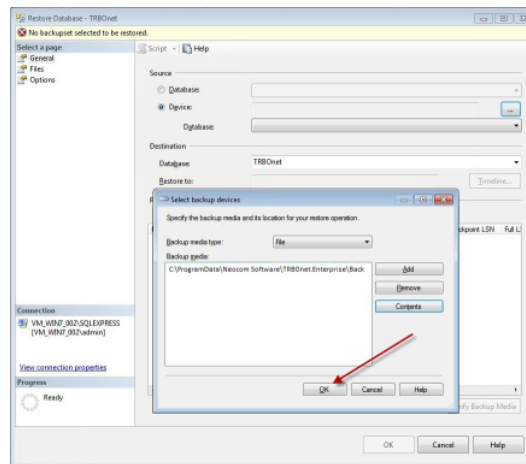 Restore Database - TRBOnet
No backupset selected to be restored.
Select a page
General
Files
Options
Script
Help
Source
Database:
Device:
...
Database:
Destination
Database:
TRBOnet
Restore to:
Timeline...
Select backup devices
Specify the backup media and its location for your restore operation.
Backup media type:
File
Backup media:
C:\ProgramData\Neocom Software\TRBOnet.Enterprise\Back
Add
Remove
Contents
OK
Cancel
Help
Checkpoint LSN
Full L
Connection
VM_WIN7_002\SQLEXPRESS
[VM_WIN7_002\admin]
View connection properties
Progress
Ready
Verify Backup Media
OK
Cancel
Help